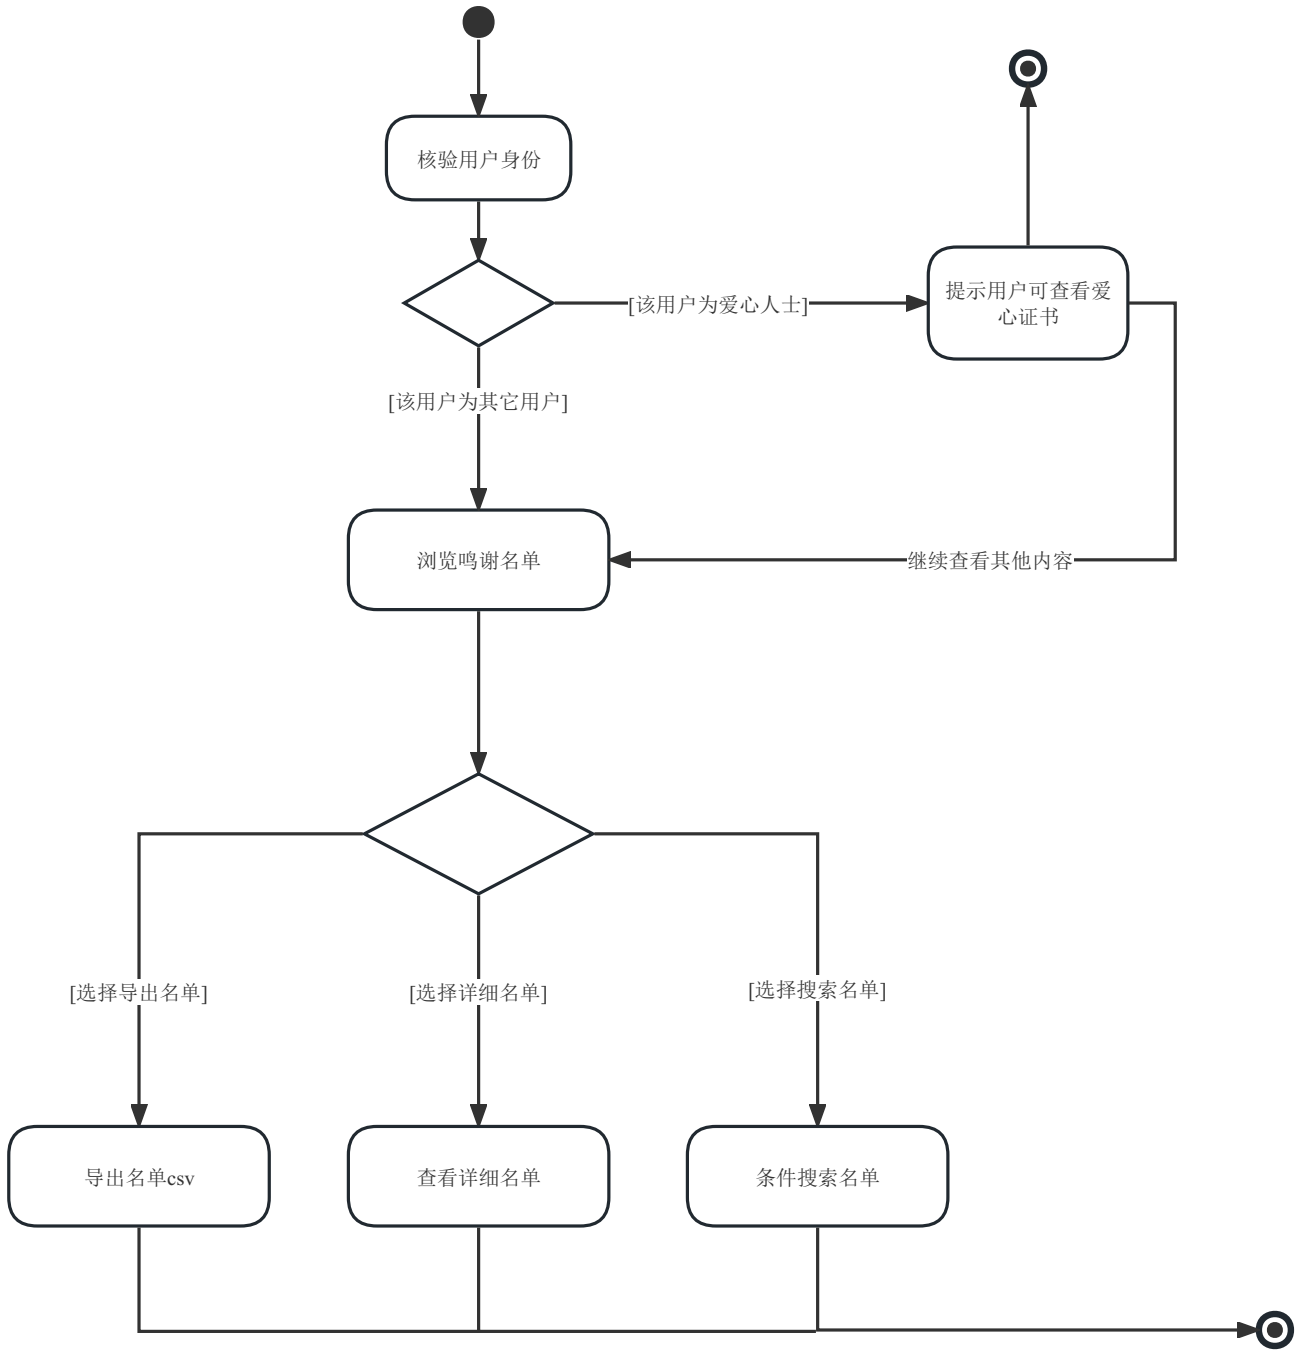 核验用户身份
[该用户为爱心人士]
提示用户可查看爱
心证书
[该用户为其它用户]
浏览鸣谢名单
继续查看其他内容
[选择导出名单]
[选择详细名单]
[选择搜索名单]
导出名单csv
查看详细名单
条件搜索名单